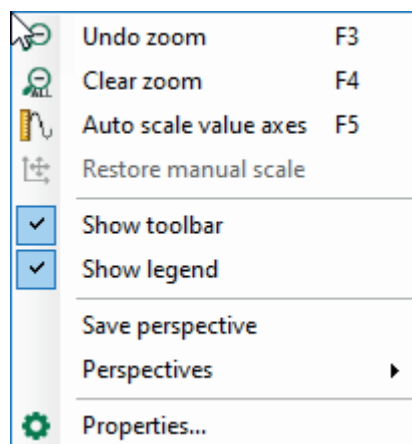 Undo zoom F3
ALL Clear zoom F4
Auto scale value axes F5
Restore manual scale
Show toolbar
Show legend
Save perspective
Perspectives
Properties...